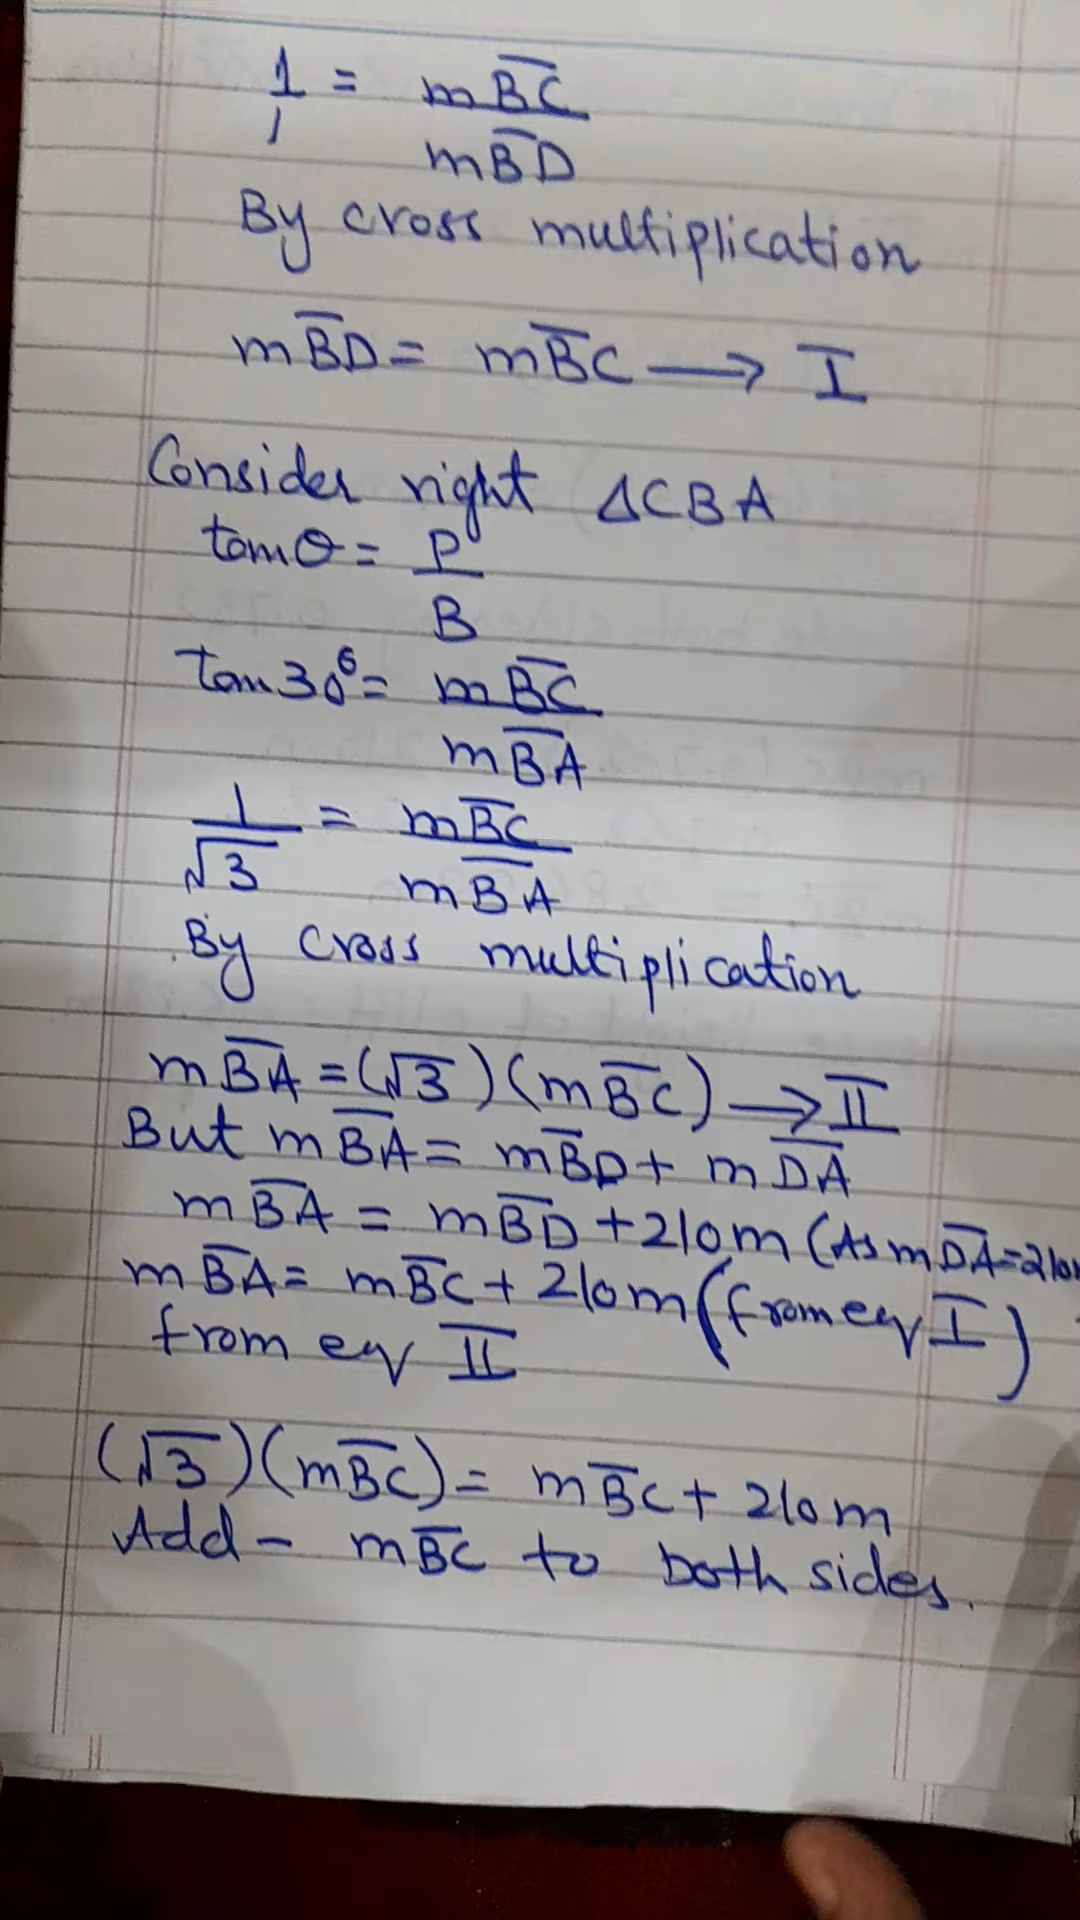 1/1 = mB̅C̅/mB̅D̅
By cross multiplication
mB̅D̅ = mB̅C̅ → I
Consider right ΔCBA
tanθ = P/B
tan30° = mB̅C̅/mB̅A̅
1/√3 = mB̅C̅/mB̅A̅
By cross multiplication
mB̅A̅ = (√3)(mB̅C̅) → II
But mB̅A̅ = mB̅D̅ + mD̅A̅
mB̅A̅ = mB̅D̅ + 210m (As mD̅A̅ = 210m
mB̅A̅ = mB̅C̅ + 210m (from eq I)
from eq II
(√3)(mB̅C̅) = mB̅C̅ + 210m
Add - mB̅C̅ to both sides.